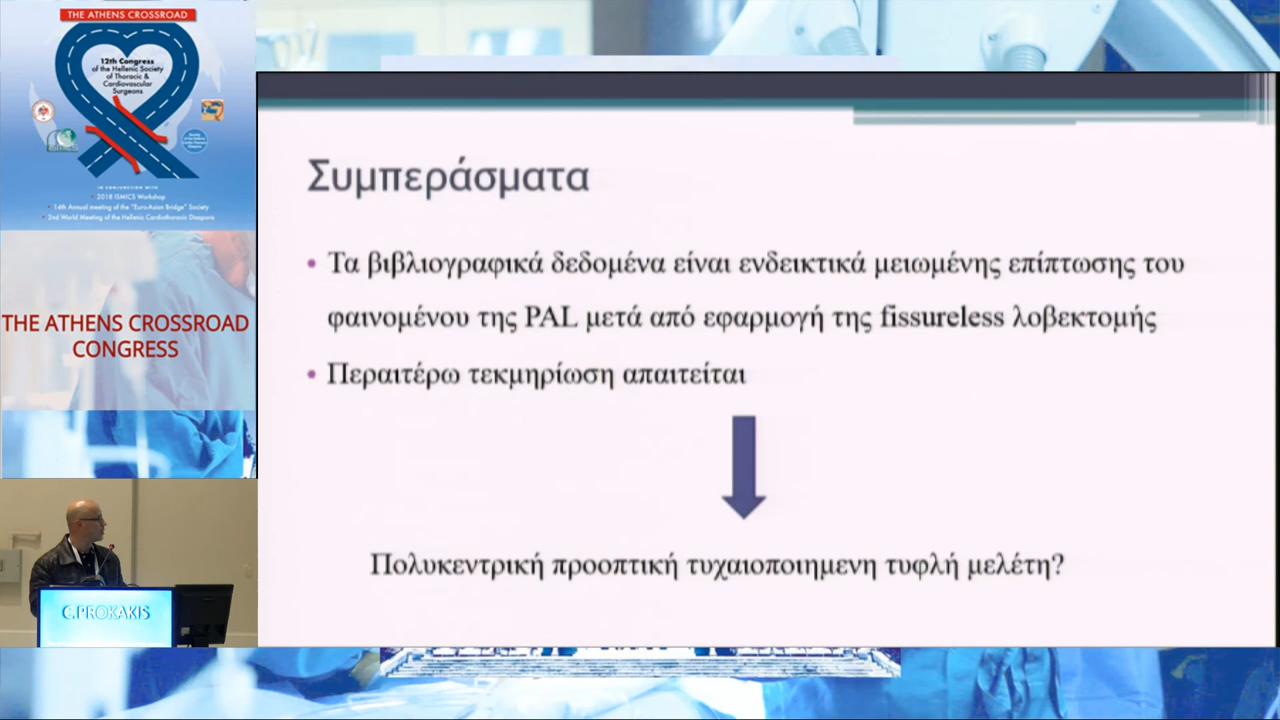 THE ATHENS CROSSROAD
12th Congress
of the Hellenic Society
of Thoracic &
Cardiovascular
Surgeons
IN CONJUNCTION WITH
• 2018 ISMICS Workshop
• 14th Annual meeting of the "Euro-Asian Bridge" Society
• 2nd World Meeting of the Hellenic Cardiothoracic Diaspora
THE ATHENS CROSSROAD
CONGRESS
C.PROKAKIS
Συμπεράσματα
• Τα βιβλιογραφικά δεδομένα είναι ενδεικτικά μειωμένης επίπτωσης του
φαινομένου της PAL μετά από εφαρμογή της fissureless λοβεκτομής
• Περαιτέρω τεκμηρίωση απαιτείται
Πολυκεντρική προοπτική τυχαιοποιημενη τυφλή μελέτη?